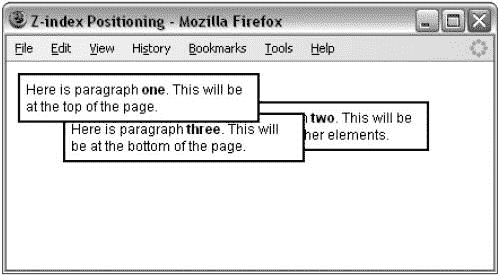 Z-index Positioning - Mozilla Firefox
File Edit View History Bookmarks Tools Help
Here is paragraph one. This will be
at the top of the page.
two. This will be
her elements.
Here is paragraph three. This will
be at the bottom of the page.